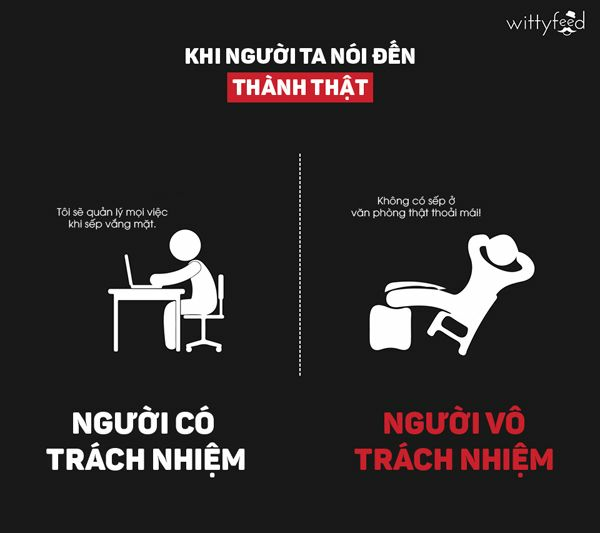 wittyfeed
KHI NGƯỜI TA NÓI ĐẾN
THÀNH THẬT
Tôi sẽ quản lý mọi việc
khi sếp vắng mặt.
Không có sếp ở
văn phòng thật thoải mái!
NGƯỜI CÓ
TRÁCH NHIỆM
NGƯỜI VÔ
TRÁCH NHIỆM